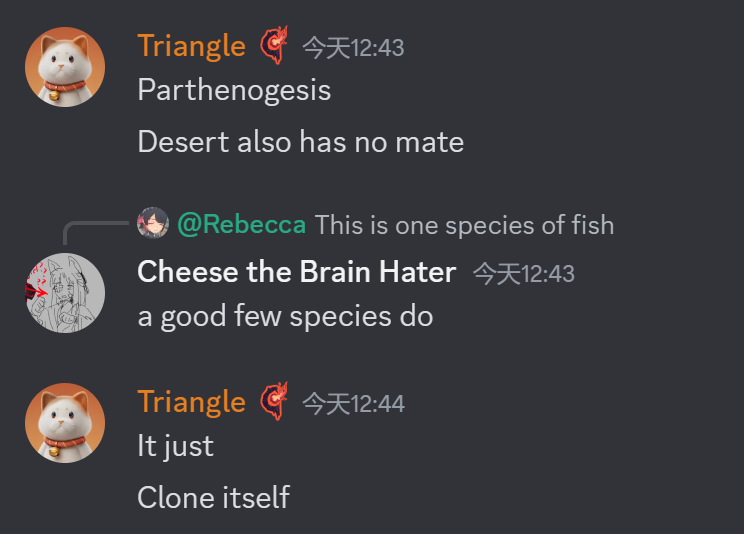 Triangle 今天12:43
Parthenogesis
Desert also has no mate
@Rebecca This is one species of fish
Cheese the Brain Hater 今天12:43
a good few species do
Triangle 今天12:44
It just
Clone itself